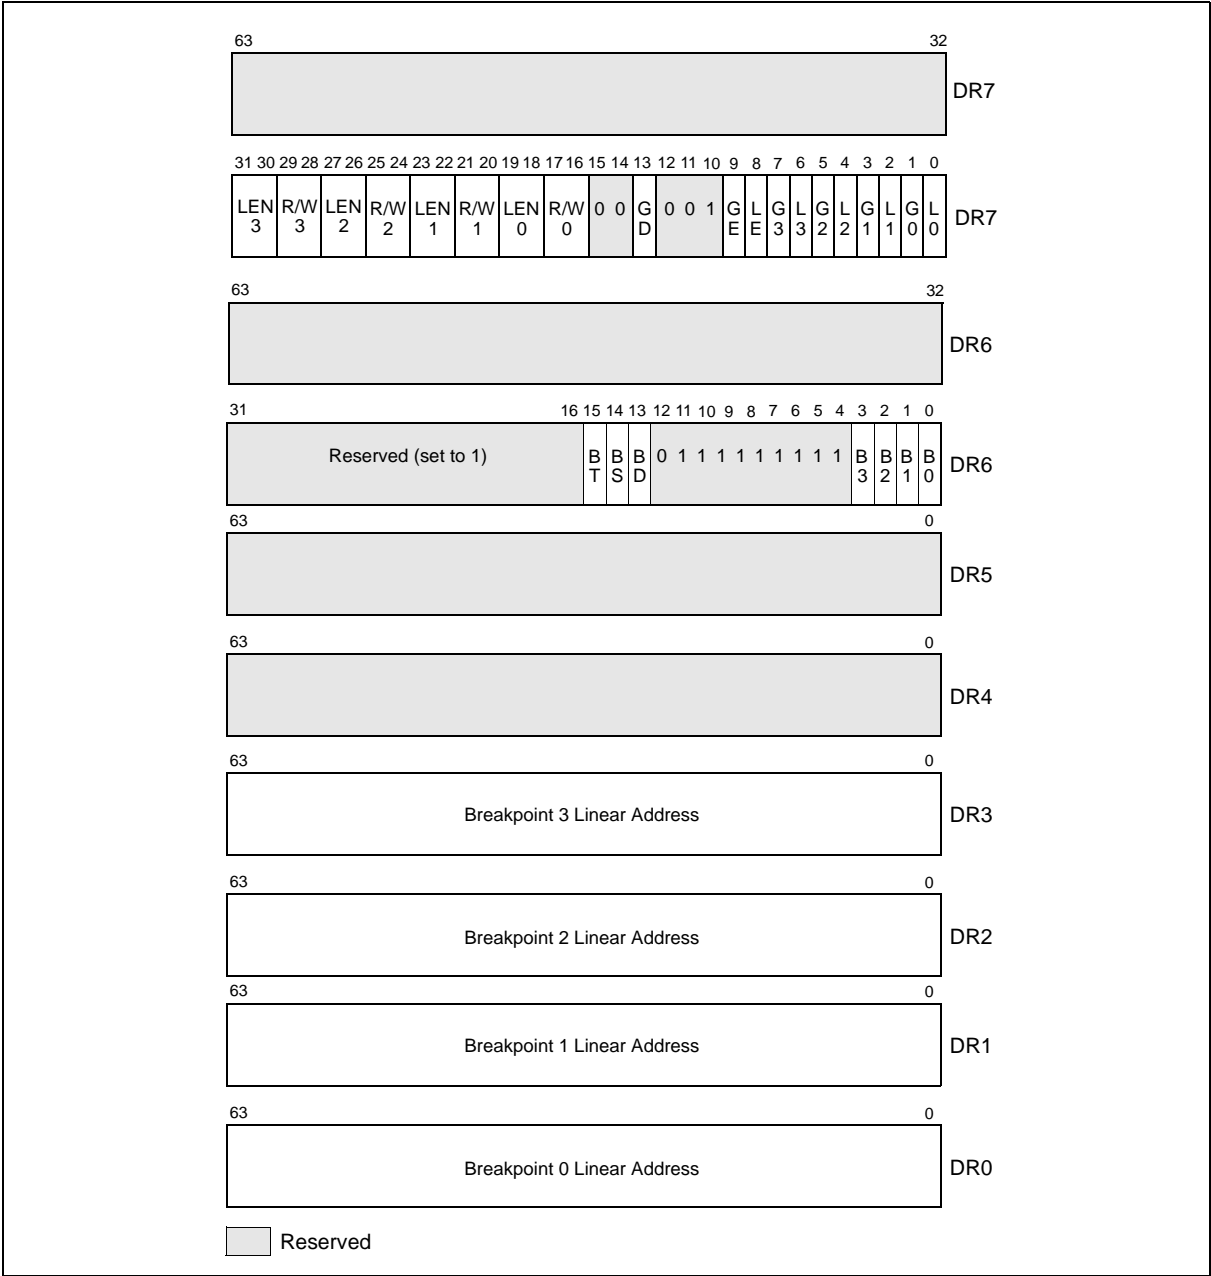 63 32
DR7
31 30 29 28 27 26 25 24 23 22 21 20 19 18 17 16 15 14 13 12 11 10 9 8 7 6 5 4 3 2 1 0
LEN R/W LEN R/W LEN R/W LEN R/W 0 0 G 0 0 1 G L G L G L G L G L
3 3 2 2 1 1 0 0 D E E 3 3 2 2 1 1 0 0
DR7
63 32
DR6
31 16 15 14 13 12 11 10 9 8 7 6 5 4 3 2 1 0
Reserved (set to 1) B B B 0 1 1 1 1 1 1 1 1 B B B B
T S D 3 2 1 0
DR6
63 0
DR5
63 0
DR4
63 0
Breakpoint 3 Linear Address DR3
63 0
Breakpoint 2 Linear Address DR2
63 0
Breakpoint 1 Linear Address DR1
63 0
Breakpoint 0 Linear Address DR0
Reserved